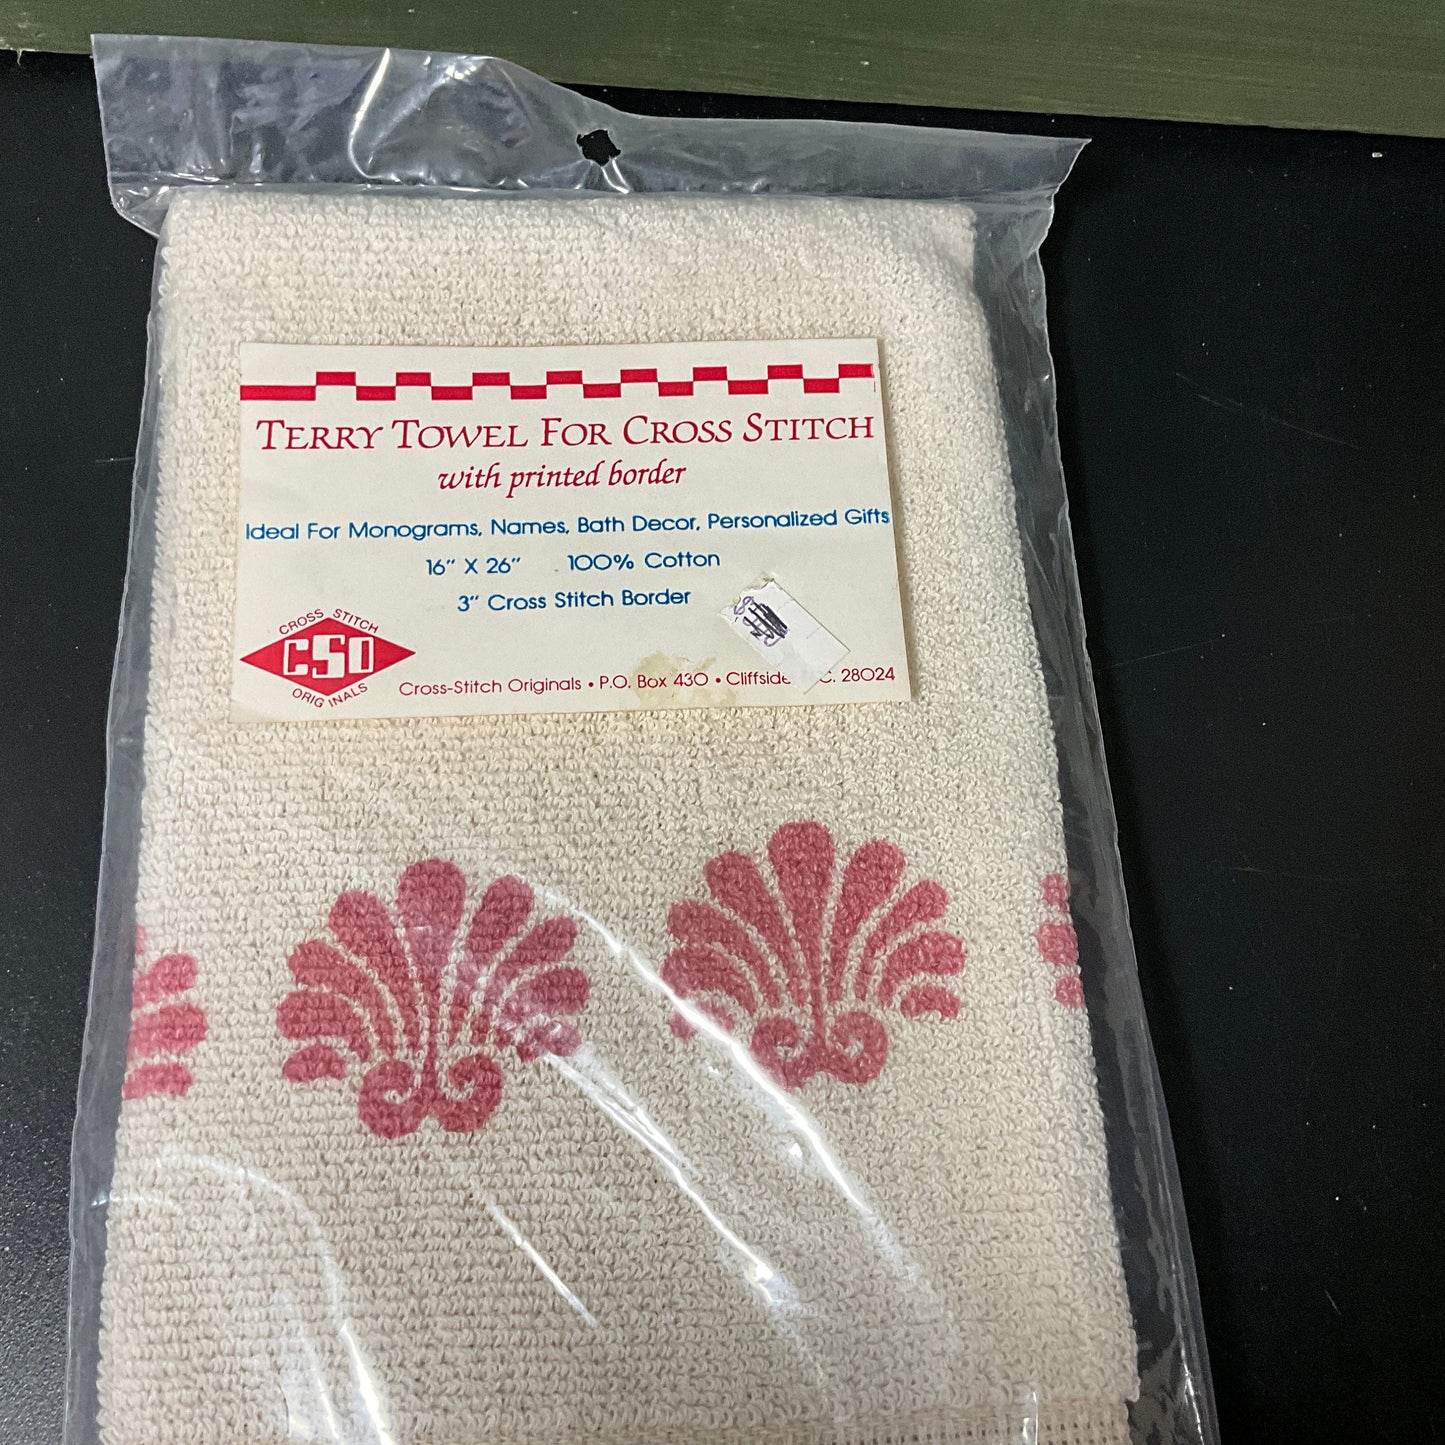 TERRY TOWEL FOR CROSS STITCH
with printed border
Ideal For Monograms, Names, Bath Decor, Personalized Gifts
16" X 26" 100% Cotton
3" Cross Stitch Border
CROSS STITCH
CSO
ORIGINALS
Cross-Stitch Originals • P.O. Box 430 • Cliffside C. 28024